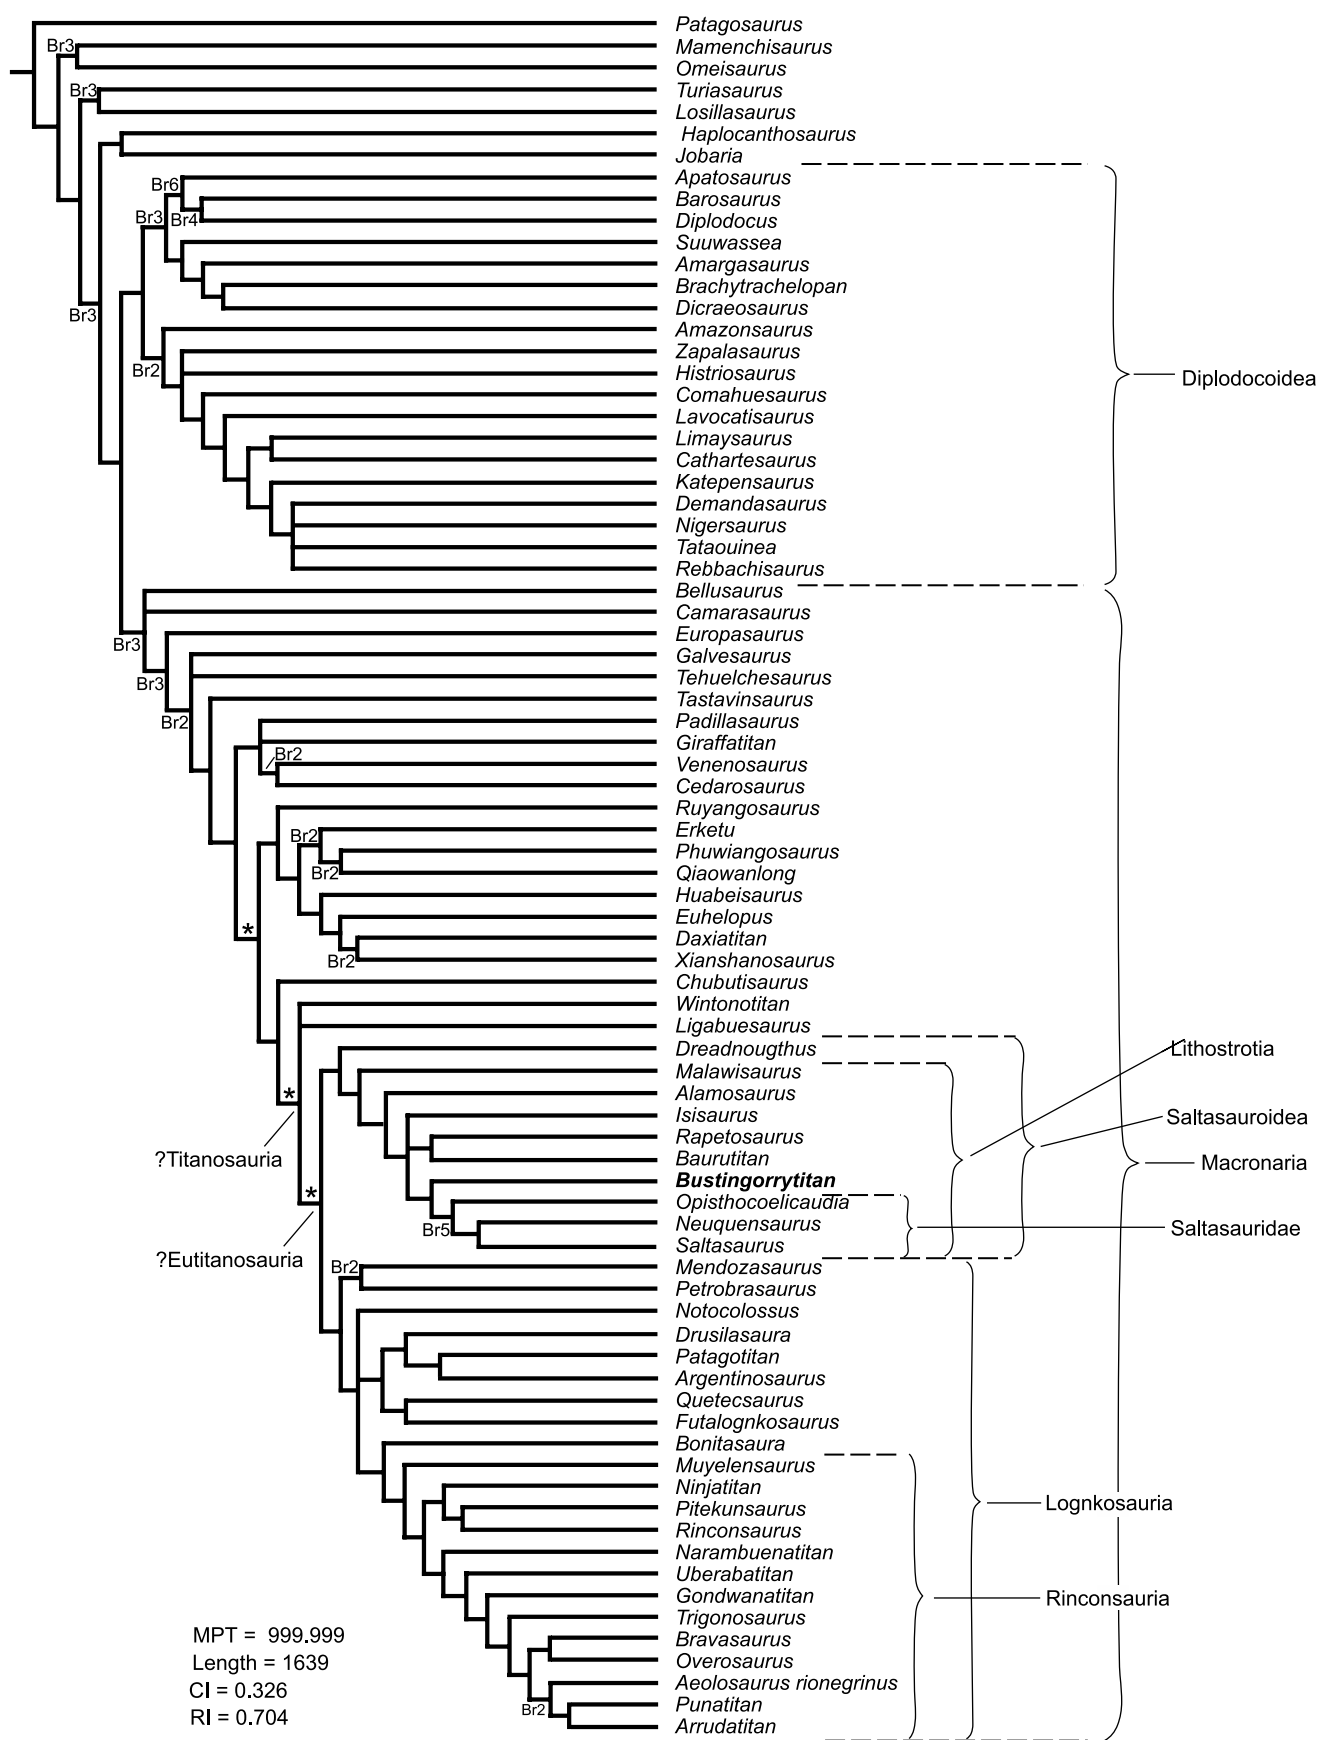 Patagosaurus
Br3
Mamenchisaurus
Omeisaurus
Br3
Turiasaurus
Losillasaurus
Haplocanthosaurus
Jobaria
Br6
Apatosaurus
Barosaurus
Br3
Br4
Diplodocus
Suuwassea
Amargasaurus
Brachytrachelopan
Br3
Dicraeosaurus
Amazonsaurus
Zapalasaurus
Br2
Histriosaurus
Diplodocoidea
Comahuesaurus
Lavocatisaurus
Limaysaurus
Cathartesaurus
Katepensaurus
Demandasaurus
Nigersaurus
Tataouinea
Rebbachisaurus
Bellusaurus
Camarasaurus
Br3
Europasaurus
Galvesaurus
Br3
Tehuelchesaurus
Tastavinsaurus
Br2
Padillasaurus
Giraffatitan
Br2
Venenosaurus
Cedarosaurus
Ruyangosaurus
Br2
Erketu
Phuwiangosaurus
Br2
Qiaowanlong
Huabeisaurus
Euhelopus
*
Daxiatitan
Br2
Xianshanosaurus
Chubutisaurus
Wintonotitan
Ligabuesaurus
Dreadnougthus
Lithostrotia
Malawisaurus
*
Alamosaurus
Isisaurus
Saltasauroidea
Rapetosaurus
?Titanosauria
Baurutitan
Macronaria
*
Bustingorrytitan
Opisthocoelicaudia
Br5
Neuquensaurus
Saltasauridae
Saltasaurus
?Eutitanosauria
Br2
Mendozasaurus
Petrobrasaurus
Notocolossus
Drusilasaura
Patagotitan
Argentinosaurus
Quetecsaurus
Futalognkosaurus
Bonitasaura
Muyelensaurus
Ninjatitan
Pitekunsaurus
Lognkosauria
Rinconsaurus
Narambuenatitan
Uberabatitan
Gondwanatitan
Rinconsauria
Trigonosaurus
Bravasaurus
Overosaurus
Aeolosaurus rionegrinus
Br2
Punatitan
Arrudatitan
MPT = 999.999
Length = 1639
CI = 0.326
RI = 0.704